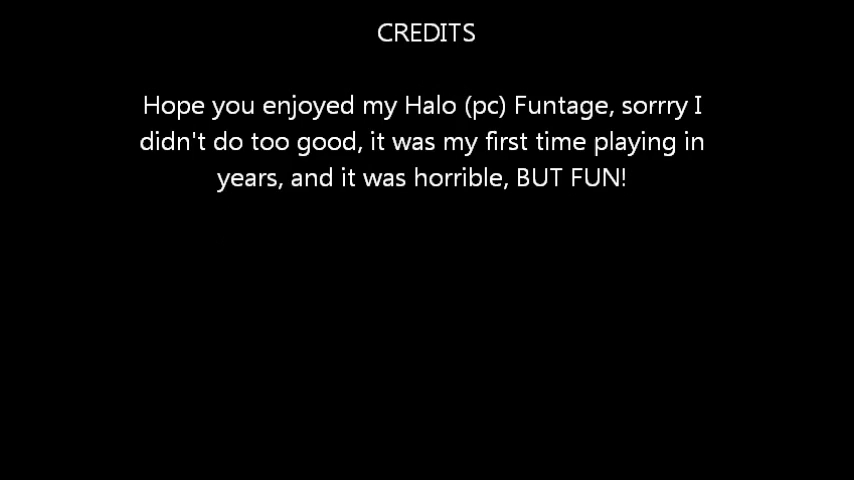 CREDITS
Hope you enjoyed my Halo (pc) Funtage, sorrry I
didn't do too good, it was my first time playing in
years, and it was horrible, BUT FUN!